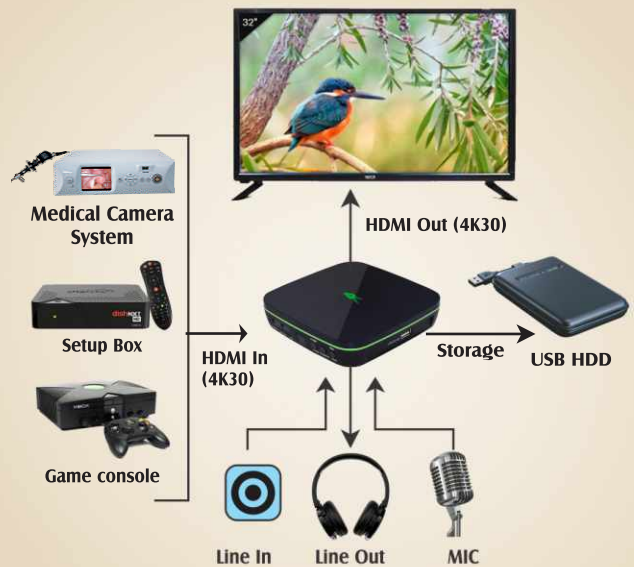 32"
HDMI Out (4K30)
Medical Camera
System
4K
Setup Box
HDMI In
(4K30)
Storage
USB HDD
Game console
Line In
Line Out
MIC